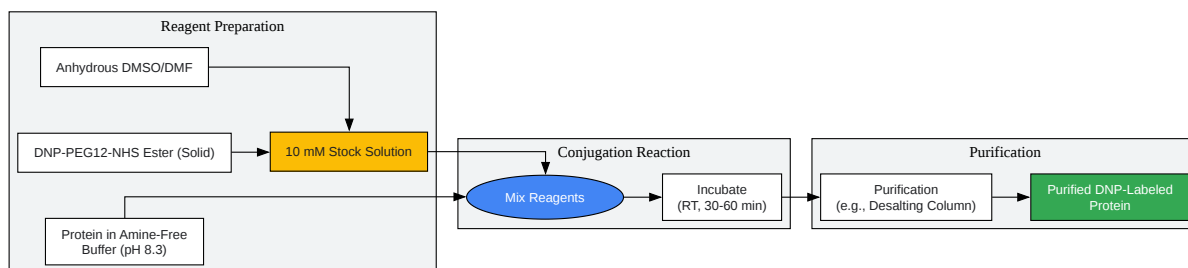 Reagent Preparation
Anhydrous DMSO/DMF
DNP-PEG12-NHS Ester (Solid)
10 mM Stock Solution
Protein in Amine-Free
Buffer (pH 8.3)
Conjugation Reaction
Mix Reagents
Incubate
(RT, 30-60 min)
Purification
Purification
(e.g., Desalting Column)
Purified DNP-Labeled
Protein